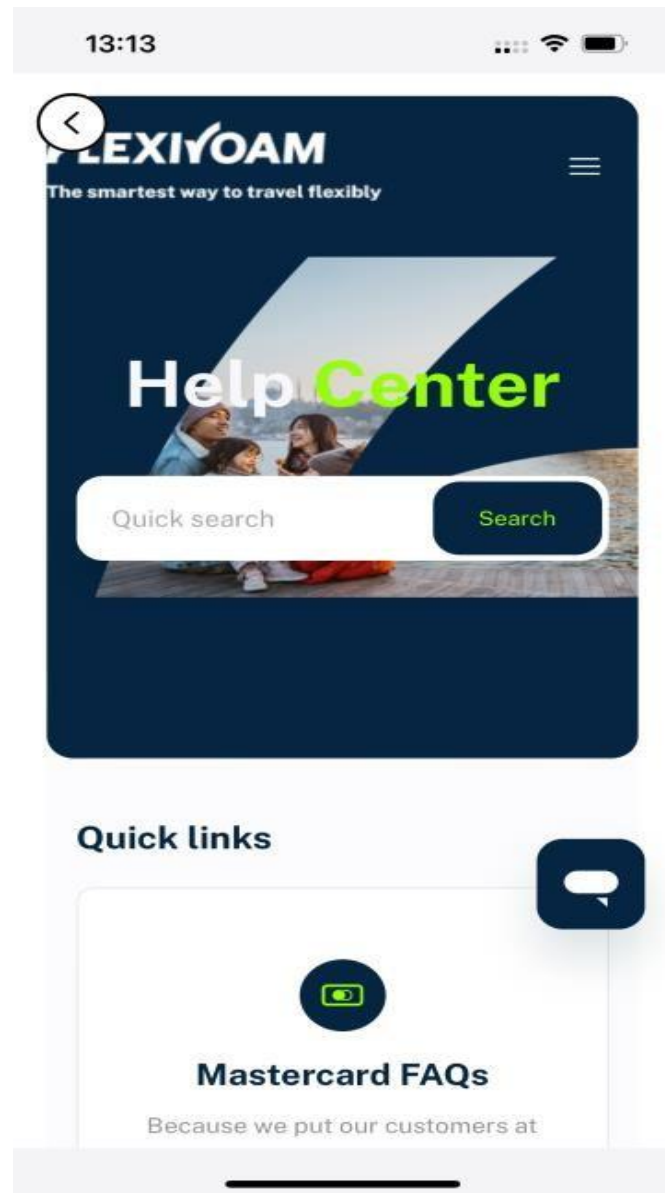 13:13
FLEXIROAM
The smartest way to travel flexibly
Help Center
Quick search
Search
Quick links
Mastercard FAQs
Because we put our customers at